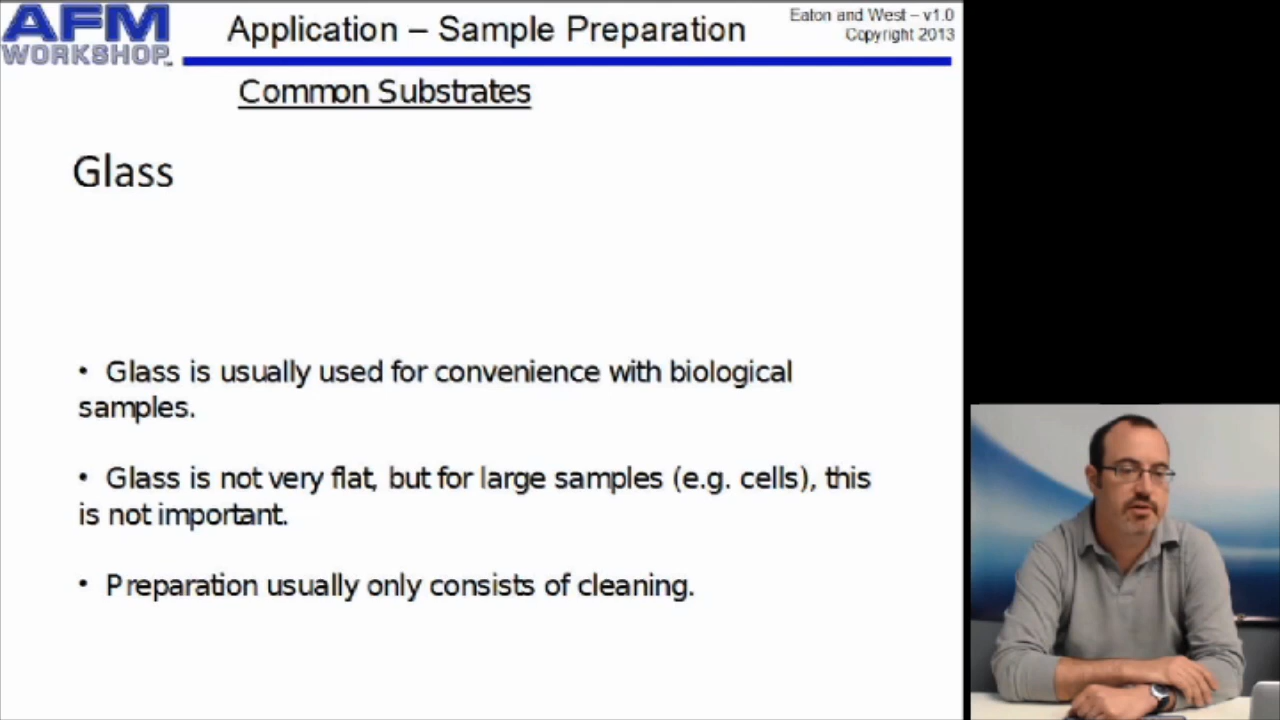 AFM
WORKSHOP
Application – Sample Preparation
Eaton and West – v1.0
Copyright 2013
Common Substrates
Glass
• Glass is usually used for convenience with biological
samples.
• Glass is not very flat, but for large samples (e.g. cells), this
is not important.
• Preparation usually only consists of cleaning.